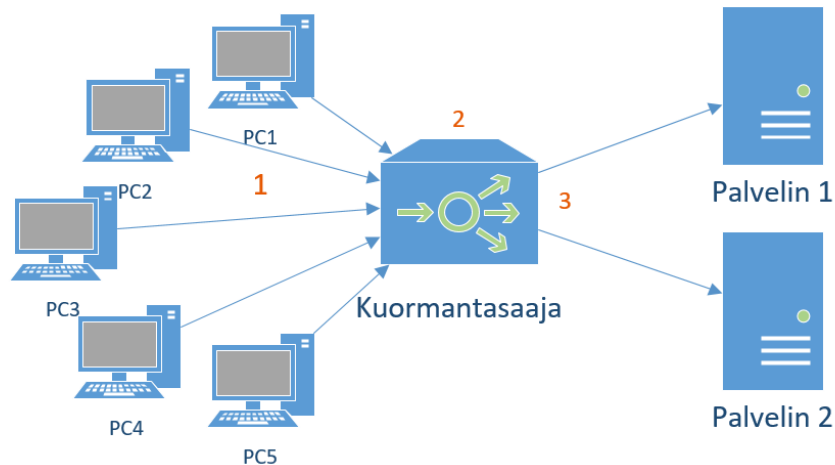 PC1
2
PC2
1
Palvelin 1
3
PC3
Kuormantasaaja
PC4
Palvelin 2
PC5